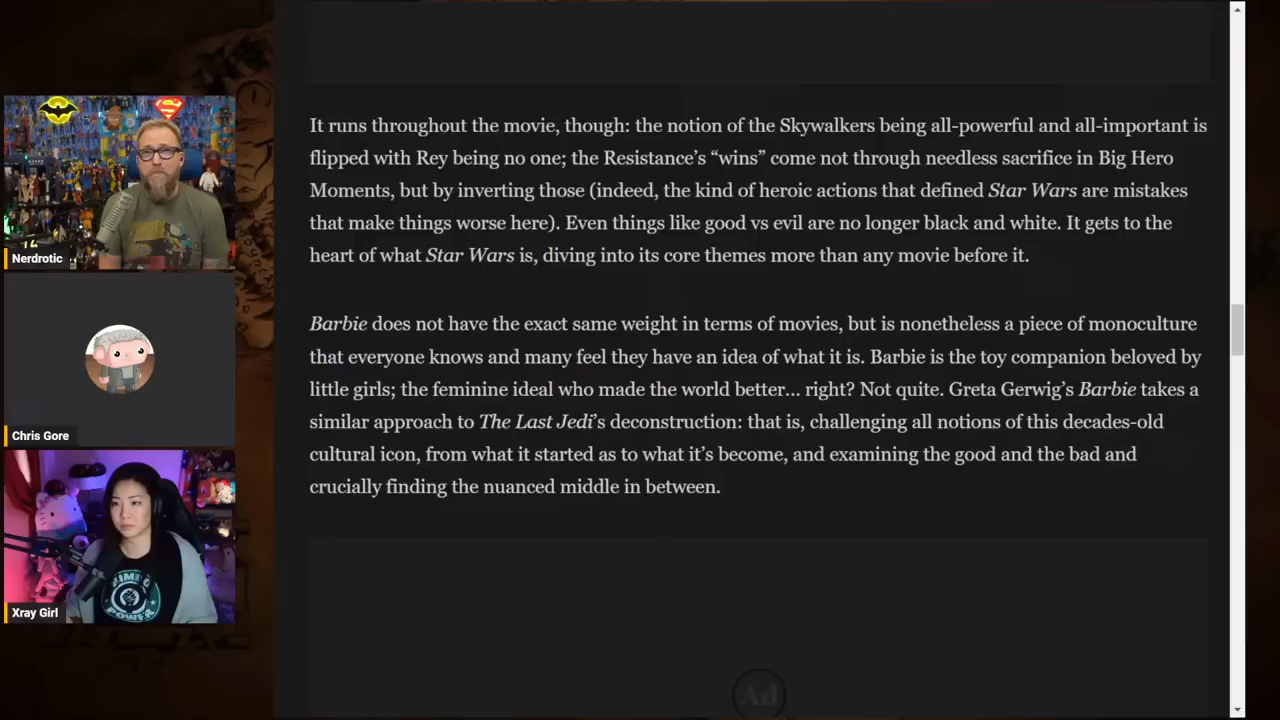 It runs throughout the movie, though: the notion of the Skywalkers being all-powerful and all-important is
flipped with Rey being no one; the Resistance’s “wins” come not through needless sacrifice in Big Hero
Moments, but by inverting those (indeed, the kind of heroic actions that defined Star Wars are mistakes
that make things worse here). Even things like good vs evil are no longer black and white. It gets to the
heart of what Star Wars is, diving into its core themes more than any movie before it.
Barbie does not have the exact same weight in terms of movies, but is nonetheless a piece of monoculture
that everyone knows and many feel they have an idea of what it is. Barbie is the toy companion beloved by
little girls; the feminine ideal who made the world better... right? Not quite. Greta Gerwig’s Barbie takes a
similar approach to The Last Jedi’s deconstruction: that is, challenging all notions of this decades-old
cultural icon, from what it started as to what it’s become, and examining the good and the bad and
crucially finding the nuanced middle in between.
Ad
Nerdrotic
Chris Gore
POWER
Xray Girl